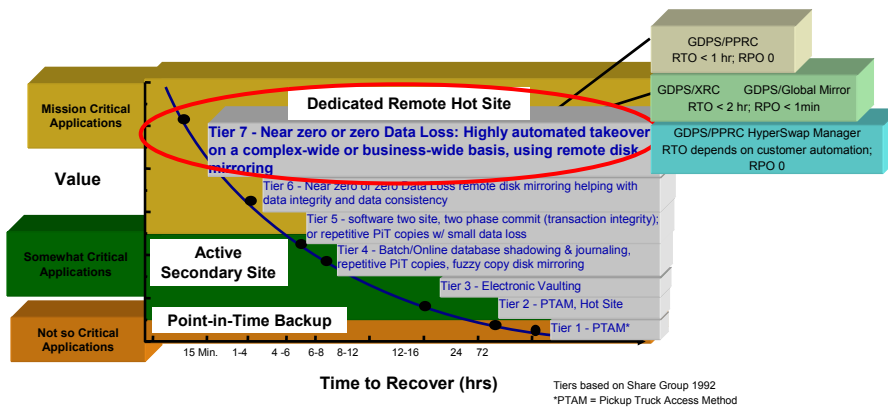 GDPS/PPRC
RTO < 1 hr; RPO 0
GDPS/XRC GDPS/Global Mirror
RTO < 2 hr; RPO < 1min
GDPS/PPRC HyperSwap Manager
RTO depends on customer automation;
RPO 0
Mission Critical
Applications
Dedicated Remote Hot Site
Tier 7 - Near zero or zero Data Loss: Highly automated takeover
on a complex-wide or business-wide basis, using remote disk
mirroring
Value
Tier 6 - Near zero or zero Data Loss remote disk mirroring helping with
data integrity and data consistency
Tier 5 - software two site, two phase commit (transaction integrity);
or repetitive PiT copies w/ small data loss
Somewhat Critical
Applications
Active
Secondary Site
Tier 4 - Batch/Online database shadowing & journaling,
repetitive PiT copies, fuzzy copy disk mirroring
Tier 3 - Electronic Vaulting
Tier 2 - PTAM, Hot Site
Not so Critical
Applications
Point-in-Time Backup
Tier 1 - PTAM*
15 Min. 1-4 4 -6 6-8 8-12 12-16 24 72
Time to Recover (hrs)
Tiers based on Share Group 1992
*PTAM = Pickup Truck Access Method